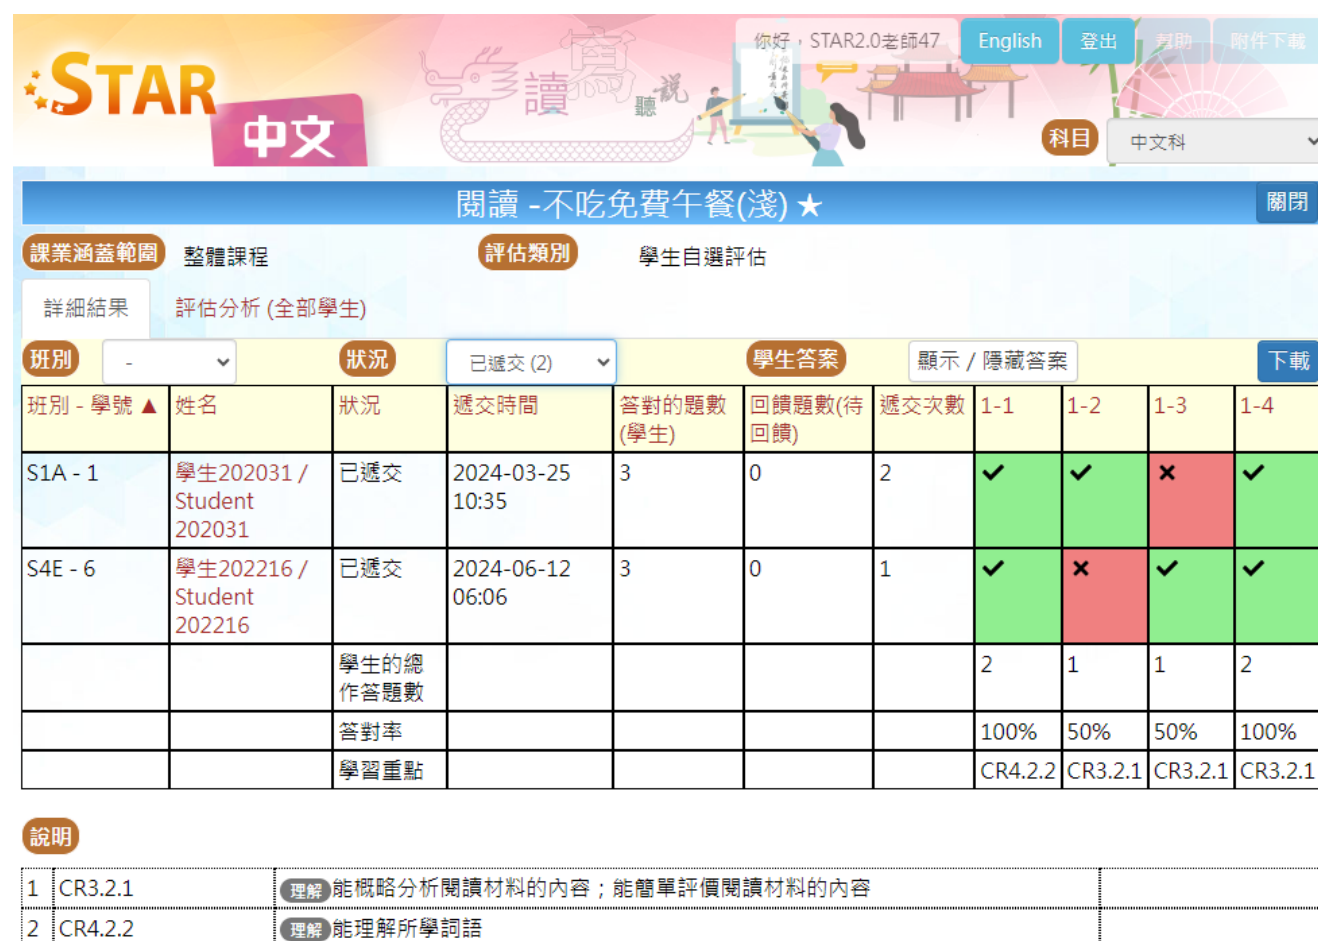 你好，STAR2.0老師47 English 登出 幫助 附件下載
STAR
中文
讀 寫 聽 說
科目 中文科
閱讀 -不吃免費午餐(淺) ★ 關閉
課業涵蓋範圍 整體課程 評估類別 學生自選評估
詳細結果 評估分析 (全部學生)
班別 - 狀況 已遞交 (2) 學生答案 顯示 / 隱藏答案 下載
班別 - 學號 ▲ 姓名 狀況 遞交時間 答對的題數(學生) 回饋題數(待回饋) 遞交次數 1-1 1-2 1-3 1-4
S1A - 1 學生202031 / Student 202031 已遞交 2024-03-25 10:35 3 0 2 ✔ ✔ ✖ ✔
S4E - 6 學生202216 / Student 202216 已遞交 2024-06-12 06:06 3 0 1 ✔ ✖ ✔ ✔
學生的總作答題數 2 1 1 2
答對率 100% 50% 50% 100%
學習重點 CR4.2.2 CR3.2.1 CR3.2.1 CR3.2.1
說明
1 CR3.2.1 理解 能概略分析閱讀材料的內容；能簡單評價閱讀材料的內容
2 CR4.2.2 理解 能理解所學詞語